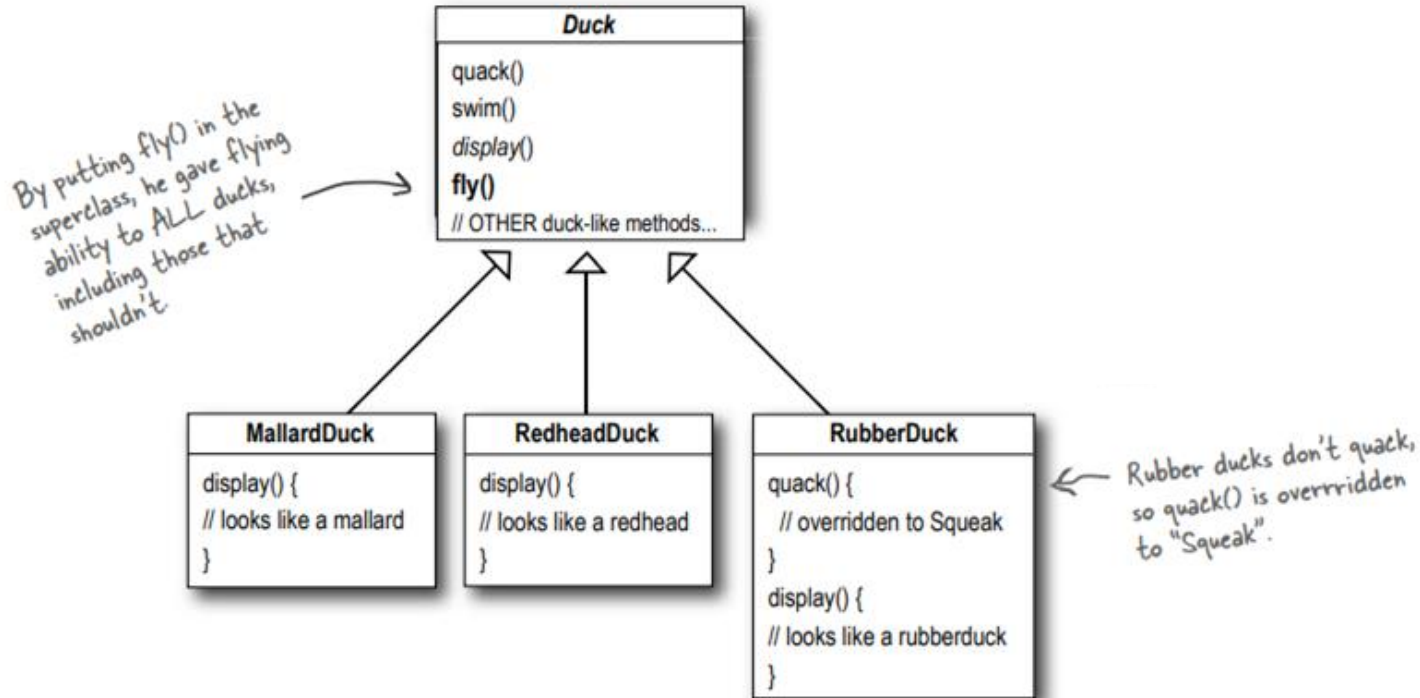 Duck
quack()
swim()
display()
fly()
// OTHER duck-like methods...
By putting fly() in the
superclass, he gave flying
ability to ALL ducks,
including those that
shouldn't.
MallardDuck
display() {
// looks like a mallard
}
RedheadDuck
display() {
// looks like a redhead
}
RubberDuck
quack() {
// overridden to Squeak
}
display() {
// looks like a rubberduck
}
Rubber ducks don't quack,
so quack() is overrridden
to "Squeak".